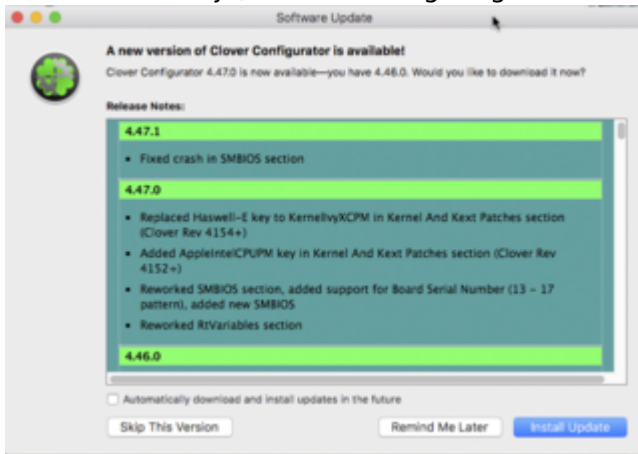 Software Update
A new version of Clover Configurator is available!
Clover Configurator 4.47.0 is now available—you have 4.46.0. Would you like to download it now?
Release Notes:
4.47.1
• Fixed crash in SMBIOS section
4.47.0
• Replaced Haswell-E key to KernelIvyXCPM in Kernel And Kext Patches section
(Clover Rev 4154+)
• Added AppleIntelCPUPM key in Kernel And Kext Patches section (Clover Rev
4152+)
• Reworked SMBIOS section, added support for Board Serial Number (13 – 17
pattern), added new SMBIOS
• Reworked RtVariables section
4.46.0
Automatically download and install updates in the future
Skip This Version
Remind Me Later
Install Update